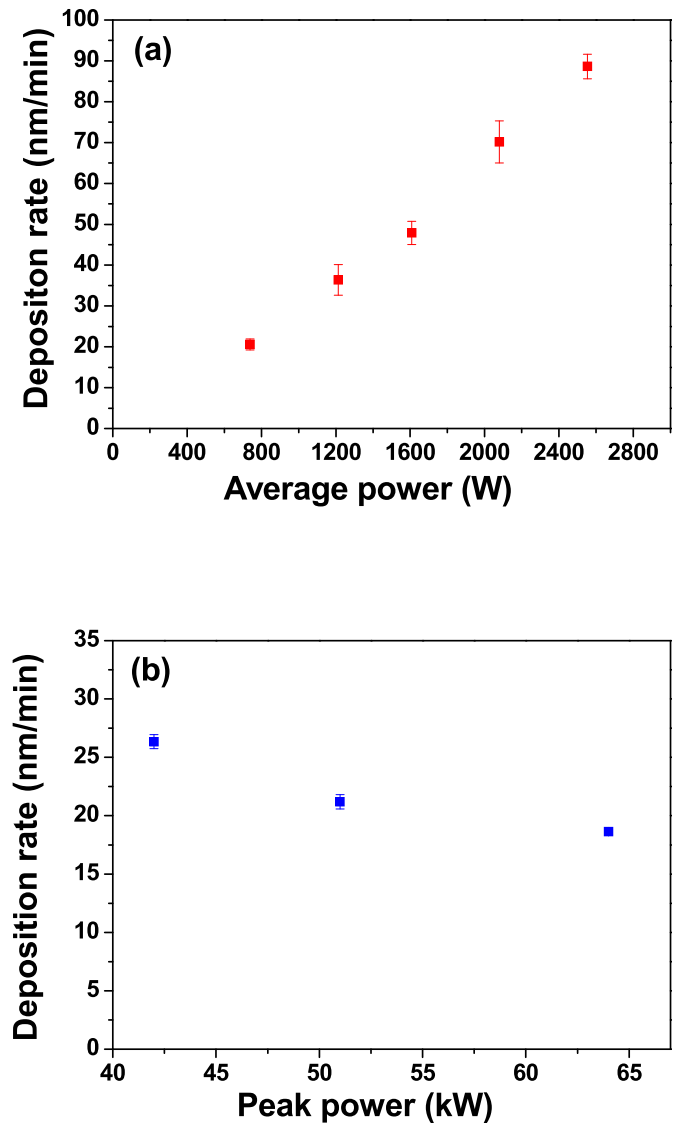 100
(a)
90
80
70
60
50
40
30
20
10
0
Depositon rate (nm/min)
0 400 800 1200 1600 2000 2400 2800
Average power (W)
35
(b)
30
25
20
15
10
5
0
Deposition rate (nm/min)
40 45 50 55 60 65
Peak power (kW)